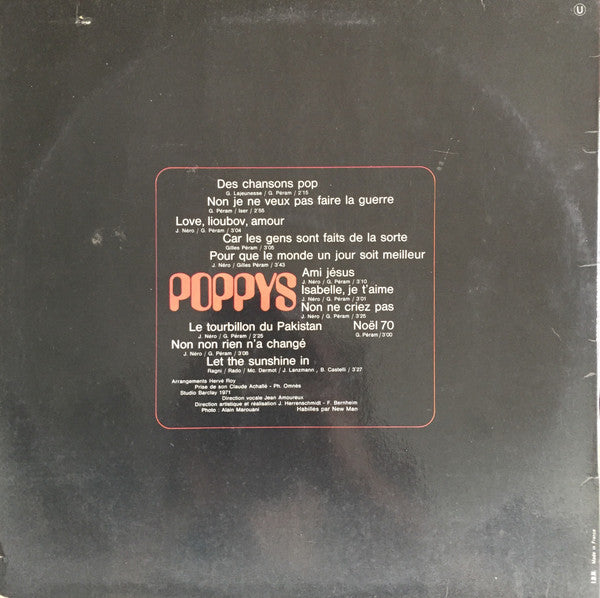 U
Des chansons pop
G. Lajeunesse / G. Péram / 2'15
Non je ne veux pas faire la guerre
G. Péram / Iser / 2'55
Love, lioubov, amour
J. Néro / G. Péram / 3'04
Car les gens sont faits de la sorte
Gilles Péram / 3'05
Pour que le monde un jour soit meilleur
J. Néro / Gilles Péram / 3'43
POPPYS
Ami jésus
J. Néro / G. Péram / 3'10
Isabelle, je t'aime
J. Néro / G. Péram / 3'01
Non ne criez pas
J. Néro / G. Péram / 3'25
Le tourbillon du Pakistan
J. Néro / G. Péram / 2'25
Noël 70
G. Péram / 3'00
Non non rien n'a changé
J. Néro / G. Péram / 3'06
Let the sunshine in
Ragni / Rado / Mc. Dermot / J. Lanzmann , B. Castelli / 3'27
Arrangements Hervé Roy
Prise de son Claude Achallé - Ph. Omnès
Studio Barclay 1971
Direction vocale Jean Amoureux
Direction artistique et réalisation J. Herrenschmidt - F. Bernheim
Photo : Alain Marouani Habillés par New Man
I.D.N. Made in France